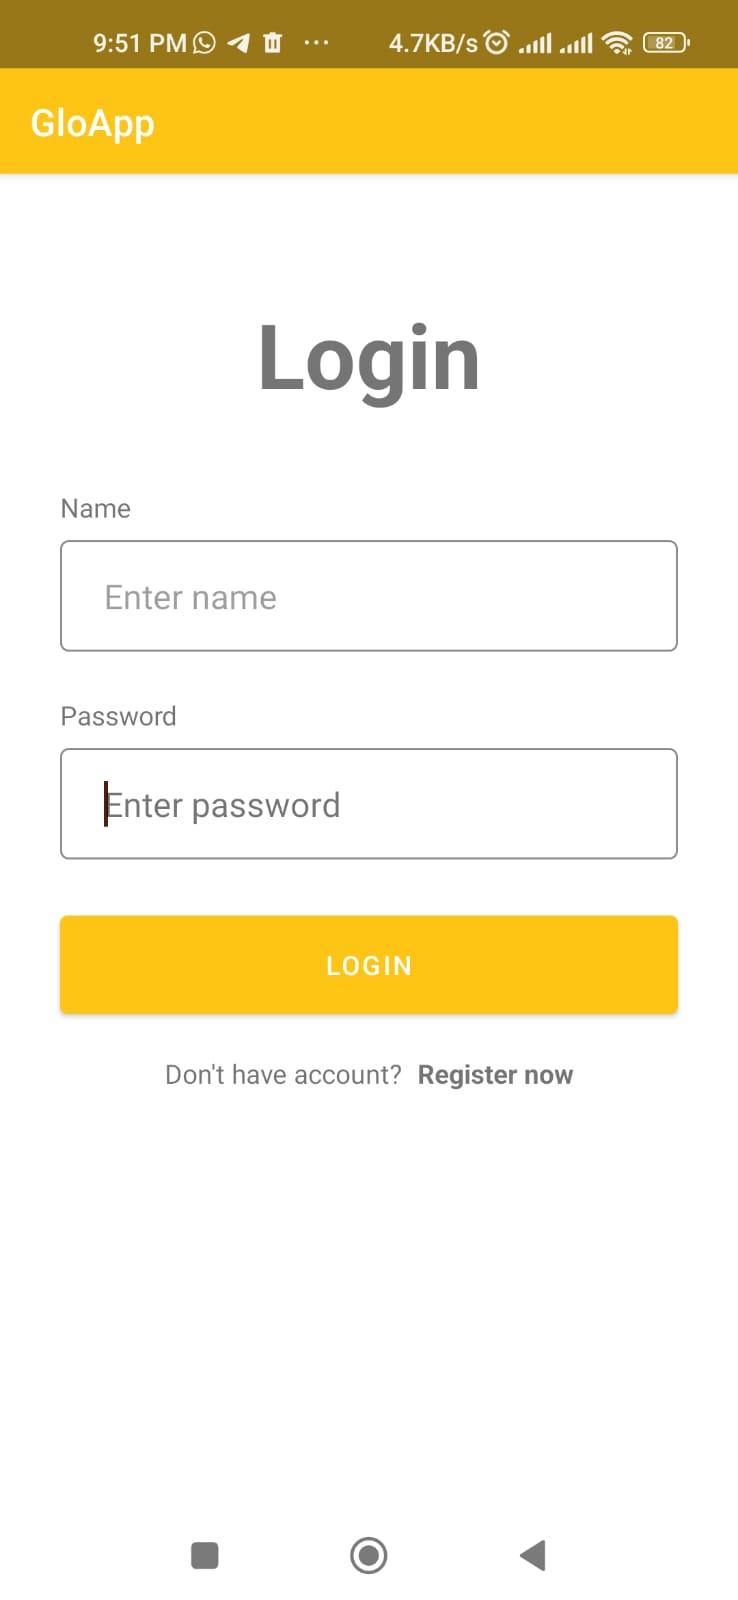 9:51 PM 4.7KB/s 82
GloApp
Login
Name
Enter name
Password
Enter password
LOGIN
Don't have account? Register now